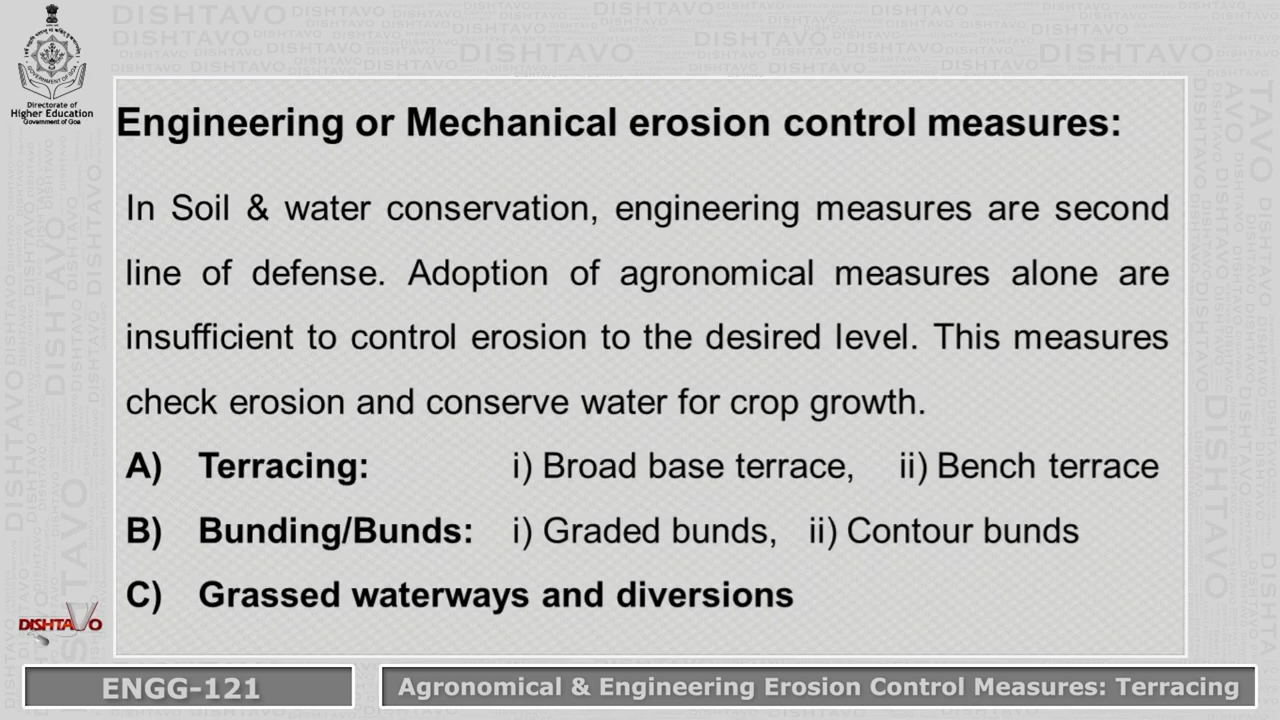 Directorate of
Higher Education
Government of Goa
Engineering or Mechanical erosion control measures:
In Soil & water conservation, engineering measures are second
line of defense. Adoption of agronomical measures alone are
insufficient to control erosion to the desired level. This measures
check erosion and conserve water for crop growth.
A) Terracing: i) Broad base terrace, ii) Bench terrace
B) Bunding/Bunds: i) Graded bunds, ii) Contour bunds
C) Grassed waterways and diversions
DISHTAVO
ENGG-121
Agronomical & Engineering Erosion Control Measures: Terracing